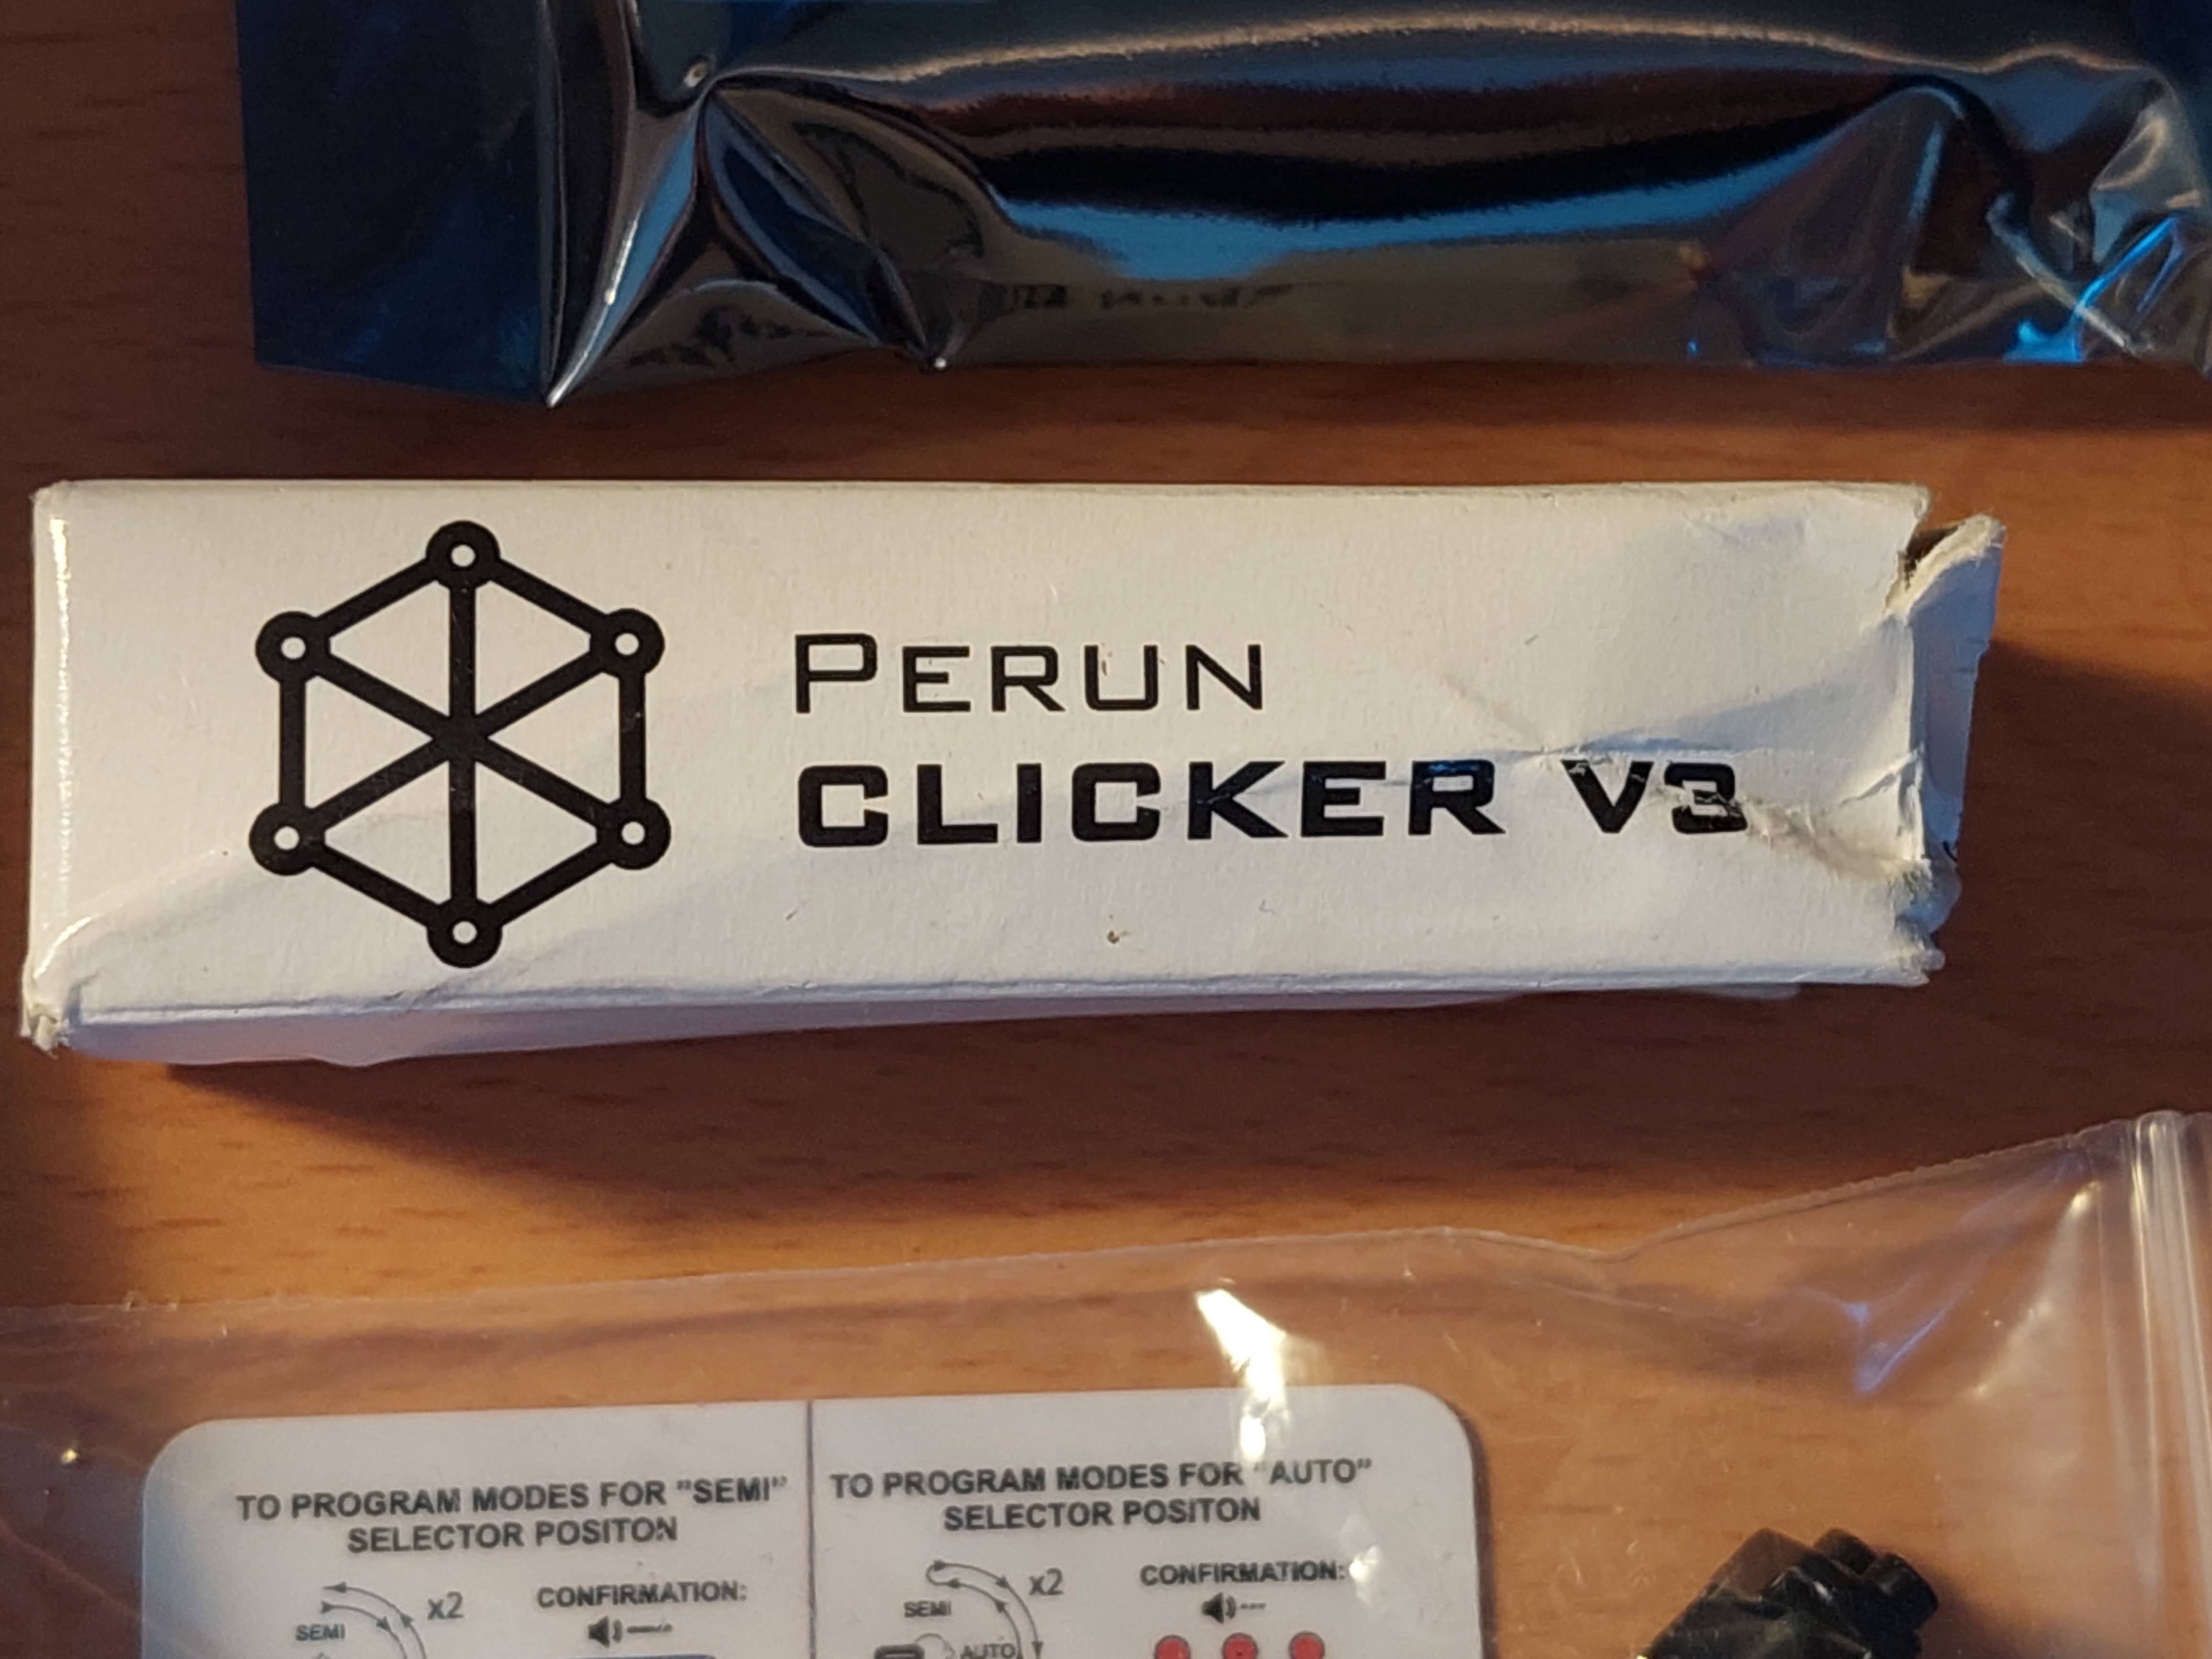 PERUN
CLICKER V3
TO PROGRAM MODES FOR "SEMI"
SELECTOR POSITON
x2
CONFIRMATION:
SEMI
TO PROGRAM MODES FOR "AUTO"
SELECTOR POSITON
x2
CONFIRMATION:
SEMI
AUTO